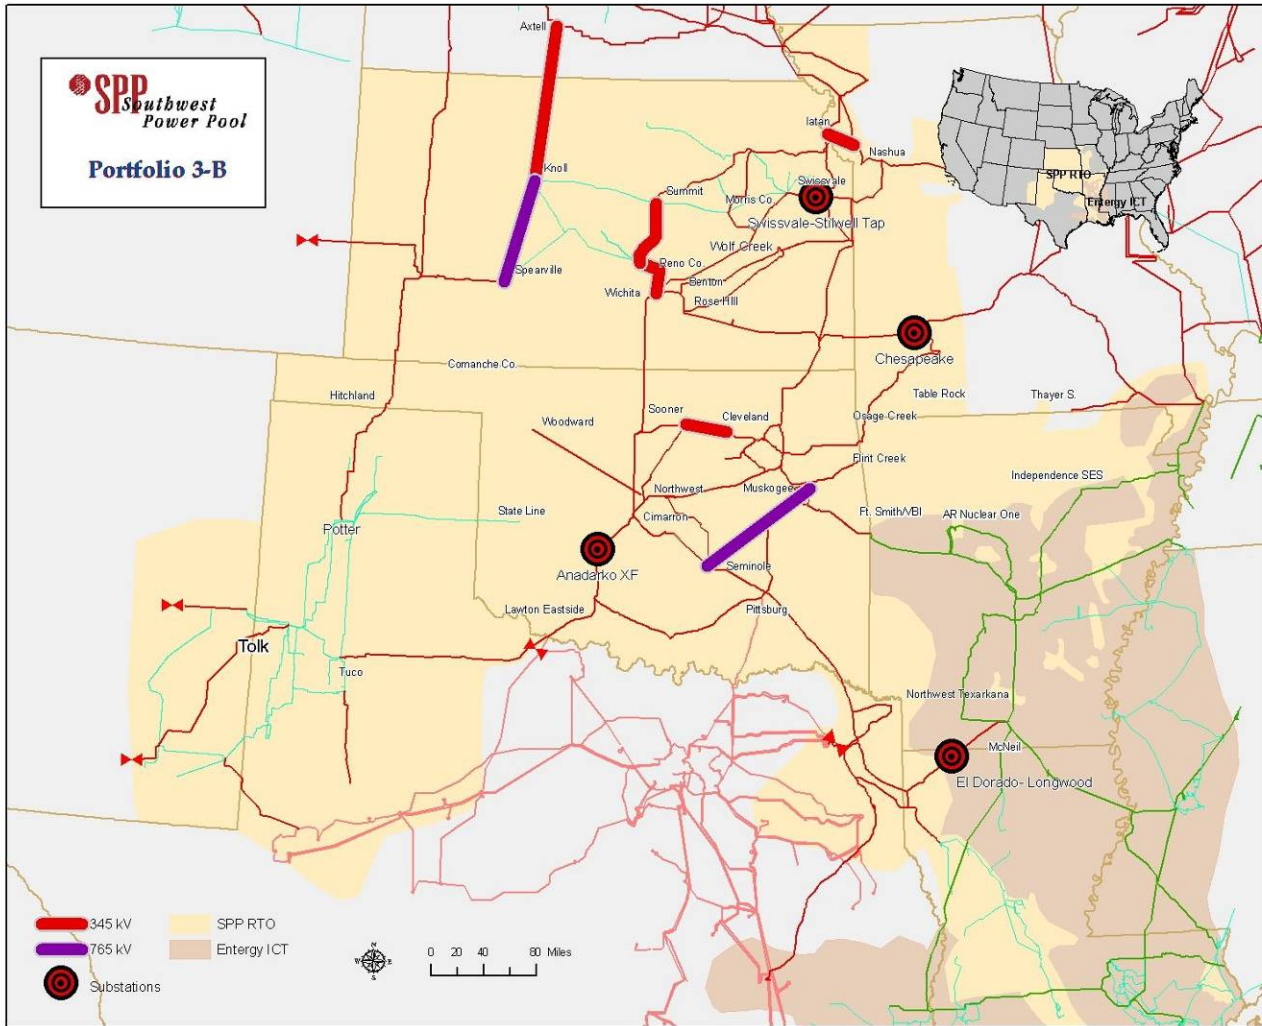 SPP
Southwest
Power Pool
Portfolio 3-B
Axtell
Iatan
Nashua
Knoll
Swissvale
Summit
Morris Co.
Swissvale-Stilwell Tap
SPP RTO
Entergy ICT
Wolf Creek
Spearville
Reno Co.
Benton
Wichita
Rose Hill
Chesapeake
Comanche Co.
Hitchland
Table Rock
Thayer S.
Sooner
Cleveland
Osage Creek
Woodward
Flint Creek
Independence SES
Northwest
Muskogee
State Line
Cimarron
Ft. Smith/VBI
AR Nuclear One
Potter
Anadarko XF
Seminole
Lawton Eastside
Pittsburg
Tolk
Tuco
Northwest Texarkana
McNeil
El Dorado- Longwood
345 kV
SPP RTO
765 kV
Entergy ICT
Substations
N
W E
S
0 20 40 80 Miles